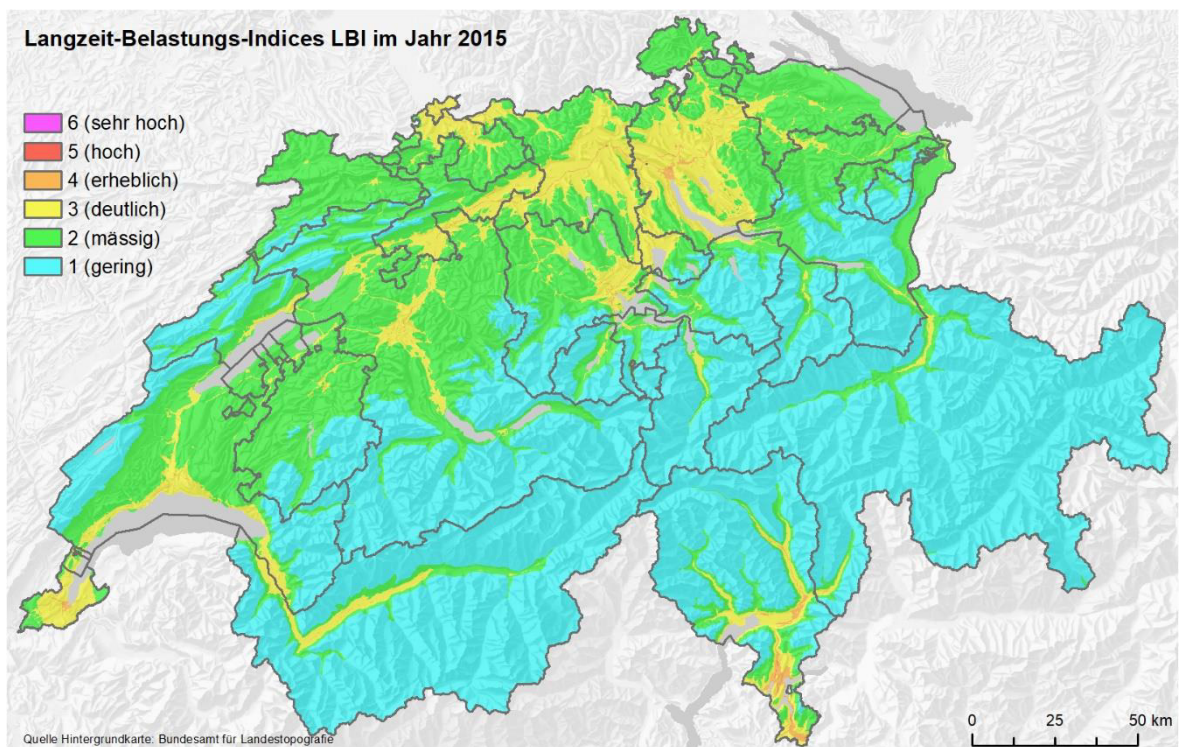 Langzeit-Belastungs-Indices LBI im Jahr 2015
6 (sehr hoch)
5 (hoch)
4 (erheblich)
3 (deutlich)
2 (mässig)
1 (gering)
Quelle Hintergrundkarte: Bundesamt für Landestopografie
0 25 50 km